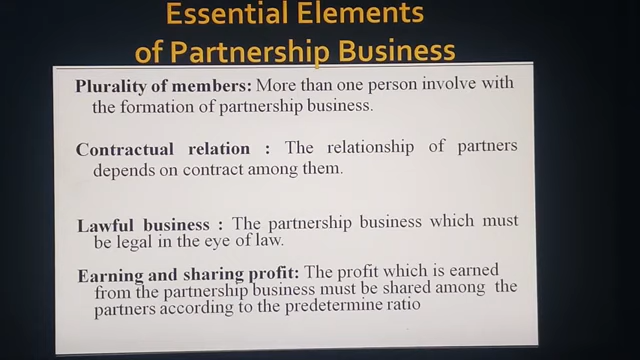 Essential Elements
of Partnership Business
Plurality of members: More than one person involve with
the formation of partnership business.
Contractual relation : The relationship of partners
depends on contract among them.
Lawful business : The partnership business which must
be legal in the eye of law.
Earning and sharing profit: The profit which is earned
from the partnership business must be shared among the
partners according to the predetermine ratio